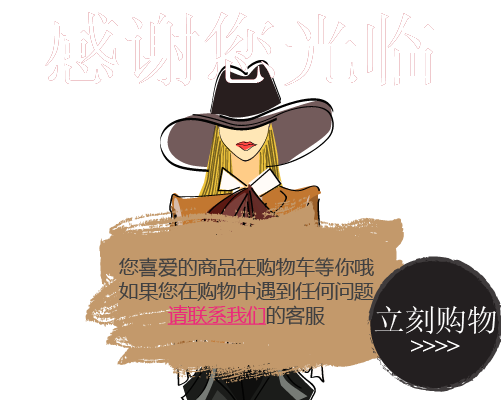 感谢您光临
您喜爱的商品在购物车等你哦
如果您在购物中遇到任何问题
请联系我们的客服
立刻购物
>>>>